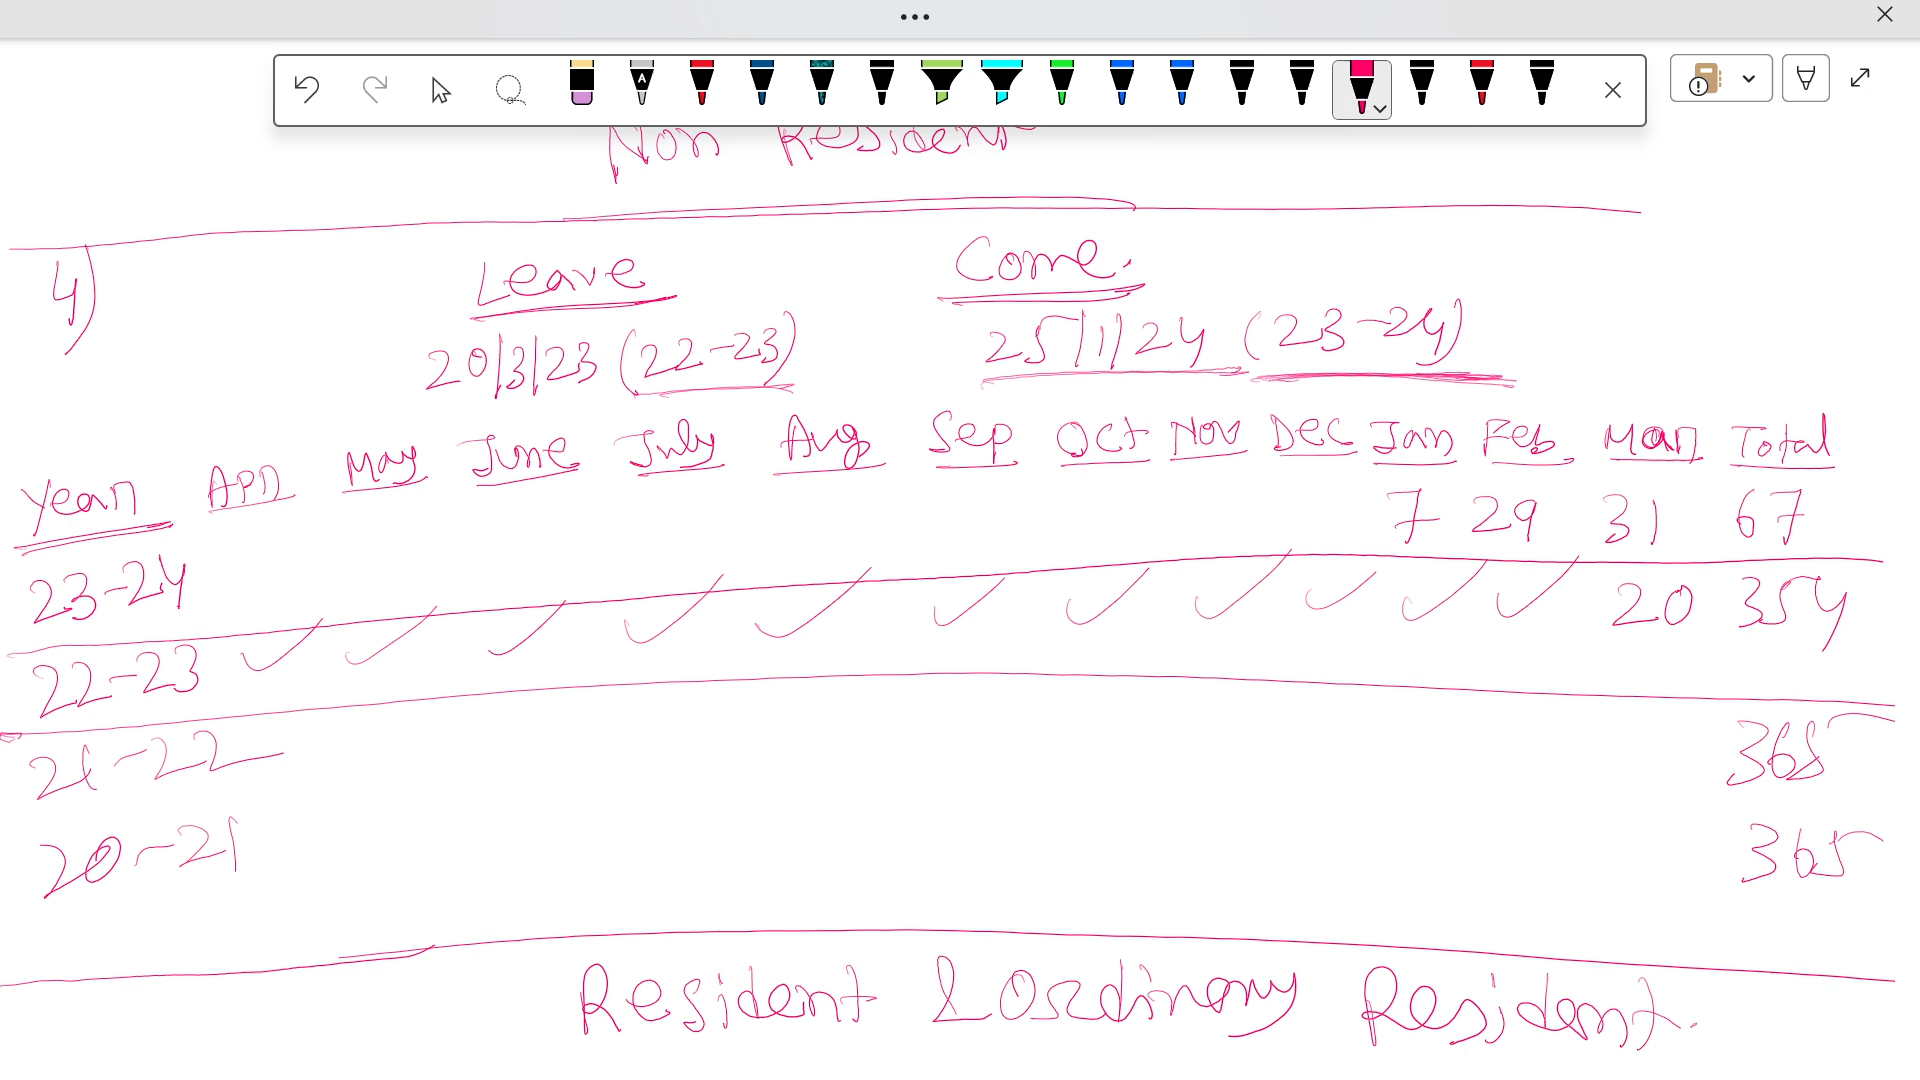 Non Resident
4) Leave Come.
20/3/23 (22-23) 25/1/24 (23-24)
Year Apr May June July Aug Sep Oct Nov Dec Jan Feb Mar Total
23-24 7 29 31 67
22-23 ✓ ✓ ✓ ✓ ✓ ✓ ✓ ✓ ✓ ✓ ✓ 20 354
21-22 365
20-21 365
Resident & Ordinary Resident.